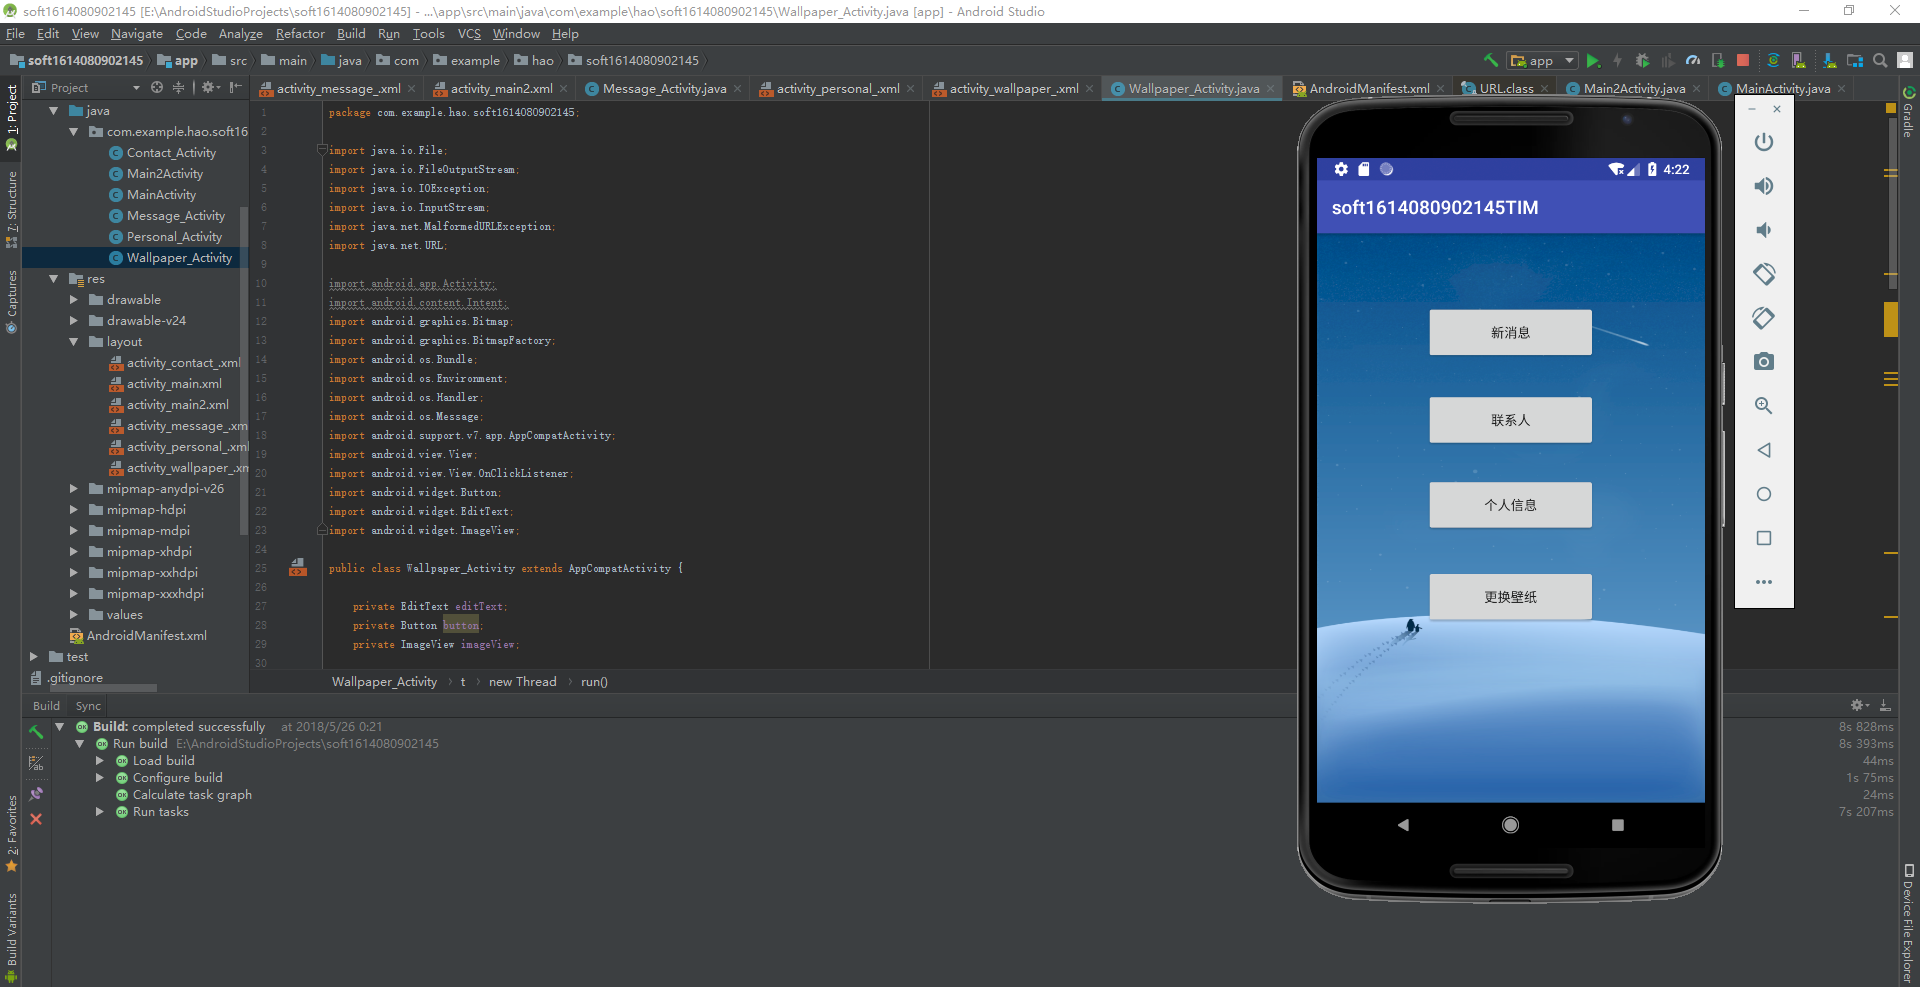 soft1614080902145 [E:\AndroidStudioProjects\soft1614080902145] - ...\app\src\main\java\com\example\hao\soft1614080902145\Wallpaper_Activity.java [app] - Android Studio
File Edit View Navigate Code Analyze Refactor Build Run Tools VCS Window Help
soft1614080902145 app src main java com example hao soft1614080902145
app
Project
activity_message_.xml activity_main2.xml Message_Activity.java activity_personal_.xml activity_wallpaper_.xml Wallpaper_Activity.java AndroidManifest.xml URL.class Main2Activity.java MainActivity.java
1: Project
7: Structure
Captures
2: Favorites
Build Variants
Gradle
Device File Explorer
java
com.example.hao.soft16
Contact_Activity
Main2Activity
MainActivity
Message_Activity
Personal_Activity
Wallpaper_Activity
res
drawable
drawable-v24
layout
activity_contact_.xml
activity_main.xml
activity_main2.xml
activity_message_.xm
activity_personal_.xml
activity_wallpaper_.xm
mipmap-anydpi-v26
mipmap-hdpi
mipmap-mdpi
mipmap-xhdpi
mipmap-xxhdpi
mipmap-xxxhdpi
values
AndroidManifest.xml
test
.gitignore
1 package com.example.hao.soft1614080902145;
2
3 import java.io.File;
4 import java.io.FileOutputStream;
5 import java.io.IOException;
6 import java.io.InputStream;
7 import java.net.MalformedURLException;
8 import java.net.URL;
9
10 import android.app.Activity;
11 import android.content.Intent;
12 import android.graphics.Bitmap;
13 import android.graphics.BitmapFactory;
14 import android.os.Bundle;
15 import android.os.Environment;
16 import android.os.Handler;
17 import android.os.Message;
18 import android.support.v7.app.AppCompatActivity;
19 import android.view.View;
20 import android.view.View.OnClickListener;
21 import android.widget.Button;
22 import android.widget.EditText;
23 import android.widget.ImageView;
24
25 public class Wallpaper_Activity extends AppCompatActivity {
26
27 private EditText editText;
28 private Button button;
29 private ImageView imageView;
30
Wallpaper_Activity t new Thread run()
4:22
soft1614080902145TIM
新消息
联系人
个人信息
更换壁纸
Build Sync
Build: completed successfully at 2018/5/26 0:21 8s 828ms
Run build E:\AndroidStudioProjects\soft1614080902145 8s 393ms
Load build 44ms
Configure build 1s 75ms
Calculate task graph 24ms
Run tasks 7s 207ms